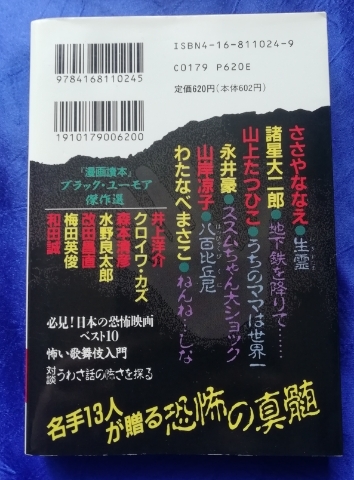 ISBN4-16-811024-9
C0179 P620E
定価620円(本体602円)
9784168110245
1910179006200
ささやななえ●生霊
諸星大二郎●地下鉄を降りて……
山上たつひこ●うちのママは世界一
永井豪●ススムちゃん大ショック
山岸凉子●八百比丘尼
わたなべまさこ●ねんね…しな
「漫画讀本」
ブラック・ユーモア
傑作選
井上洋介
クロイワ・カズ
森本清彦
水野良太郎
改田昌直
梅田英俊
和田誠
必見!日本の恐怖映画
ベスト10
怖い歌舞伎入門
対談 うわさ話の怖さを探る
名手13人が贈る恐怖の真髄